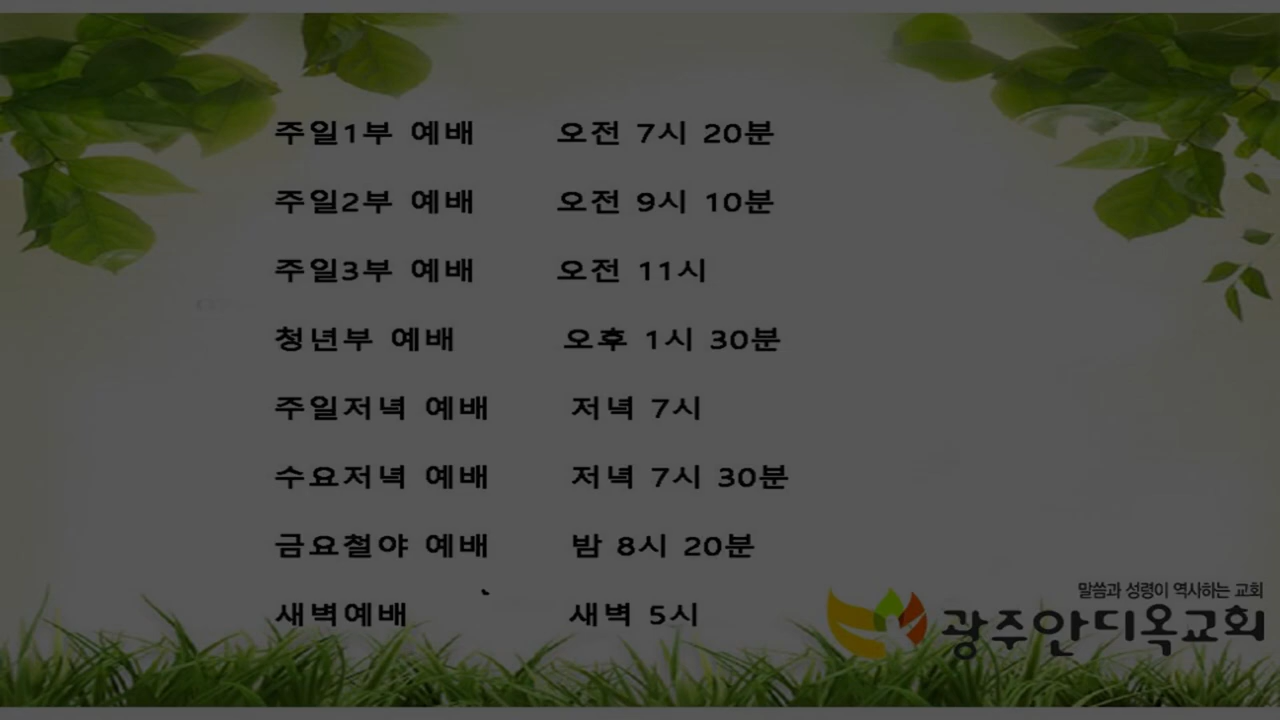 주일1부 예배 오전 7시 20분
주일2부 예배 오전 9시 10분
주일3부 예배 오전 11시
청년부 예배 오후 1시 30분
주일저녁 예배 저녁 7시
수요저녁 예배 저녁 7시 30분
금요철야 예배 밤 8시 20분
새벽예배 새벽 5시
말씀과 성령이 역사하는 교회
광주안디옥교회